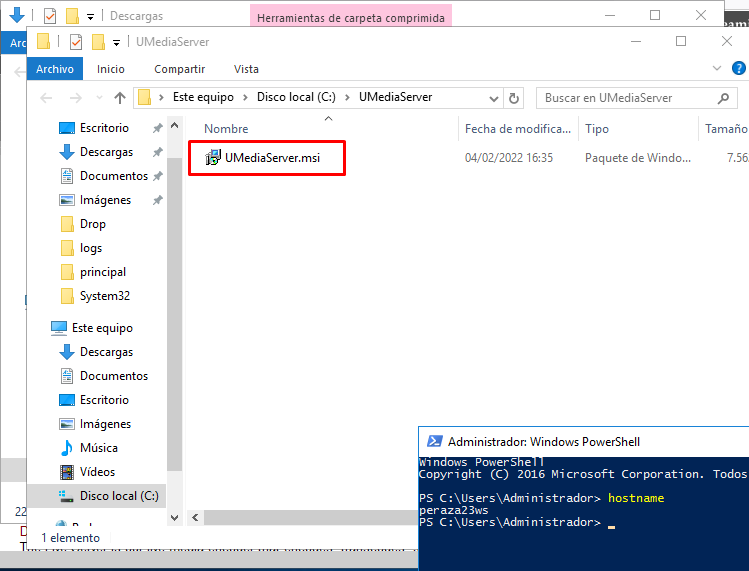 Descargas
Herramientas de carpeta comprimida
UMediaServer
Archivo Inicio Compartir Vista
Este equipo Disco local (C:) UMediaServer
Buscar en UMediaServer
Nombre Fecha de modifica... Tipo Tamaño
UMediaServer.msi 04/02/2022 16:35 Paquete de Windo... 7.56
Escritorio
Descargas
Documentos
Imágenes
Drop
logs
principal
System32
Este equipo
Descargas
Documentos
Escritorio
Imágenes
Música
Vídeos
Disco local (C:)
1 elemento
22
Administrador: Windows PowerShell
Windows PowerShell
Copyright (C) 2016 Microsoft Corporation. Todos
PS C:\Users\Administrador> hostname
peraza23ws
PS C:\Users\Administrador>